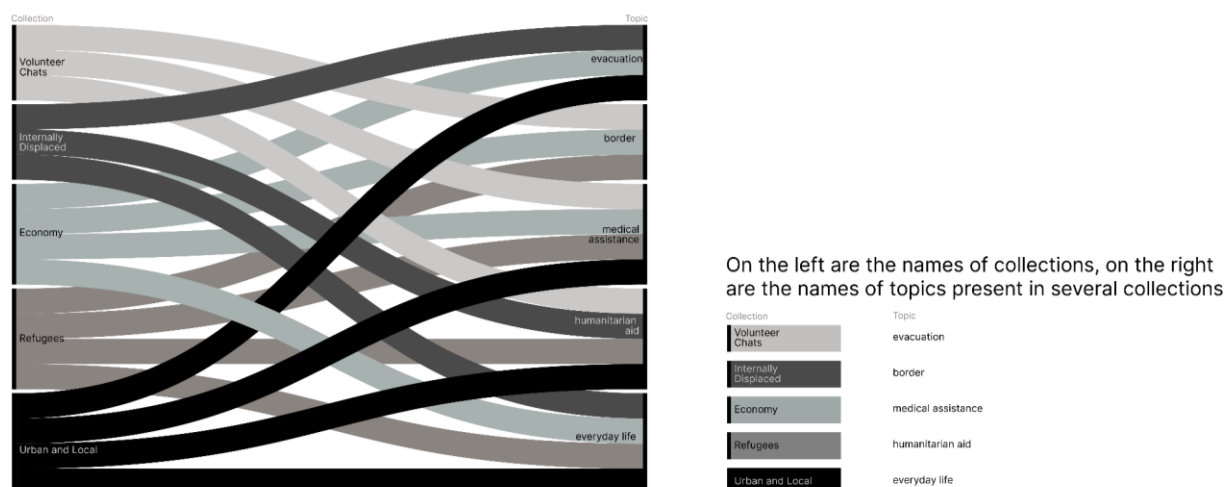 Collection
Topic
Volunteer
Chats
evacuation
Internally
Displaced
border
Economy
medical
assistance
Refugees
humanitarian
aid
Urban and Local
everyday life
On the left are the names of collections, on the right
are the names of topics present in several collections
Collection
Topic
Volunteer
Chats
evacuation
Internally
Displaced
border
Economy
medical assistance
Refugees
humanitarian aid
Urban and Local
everyday life